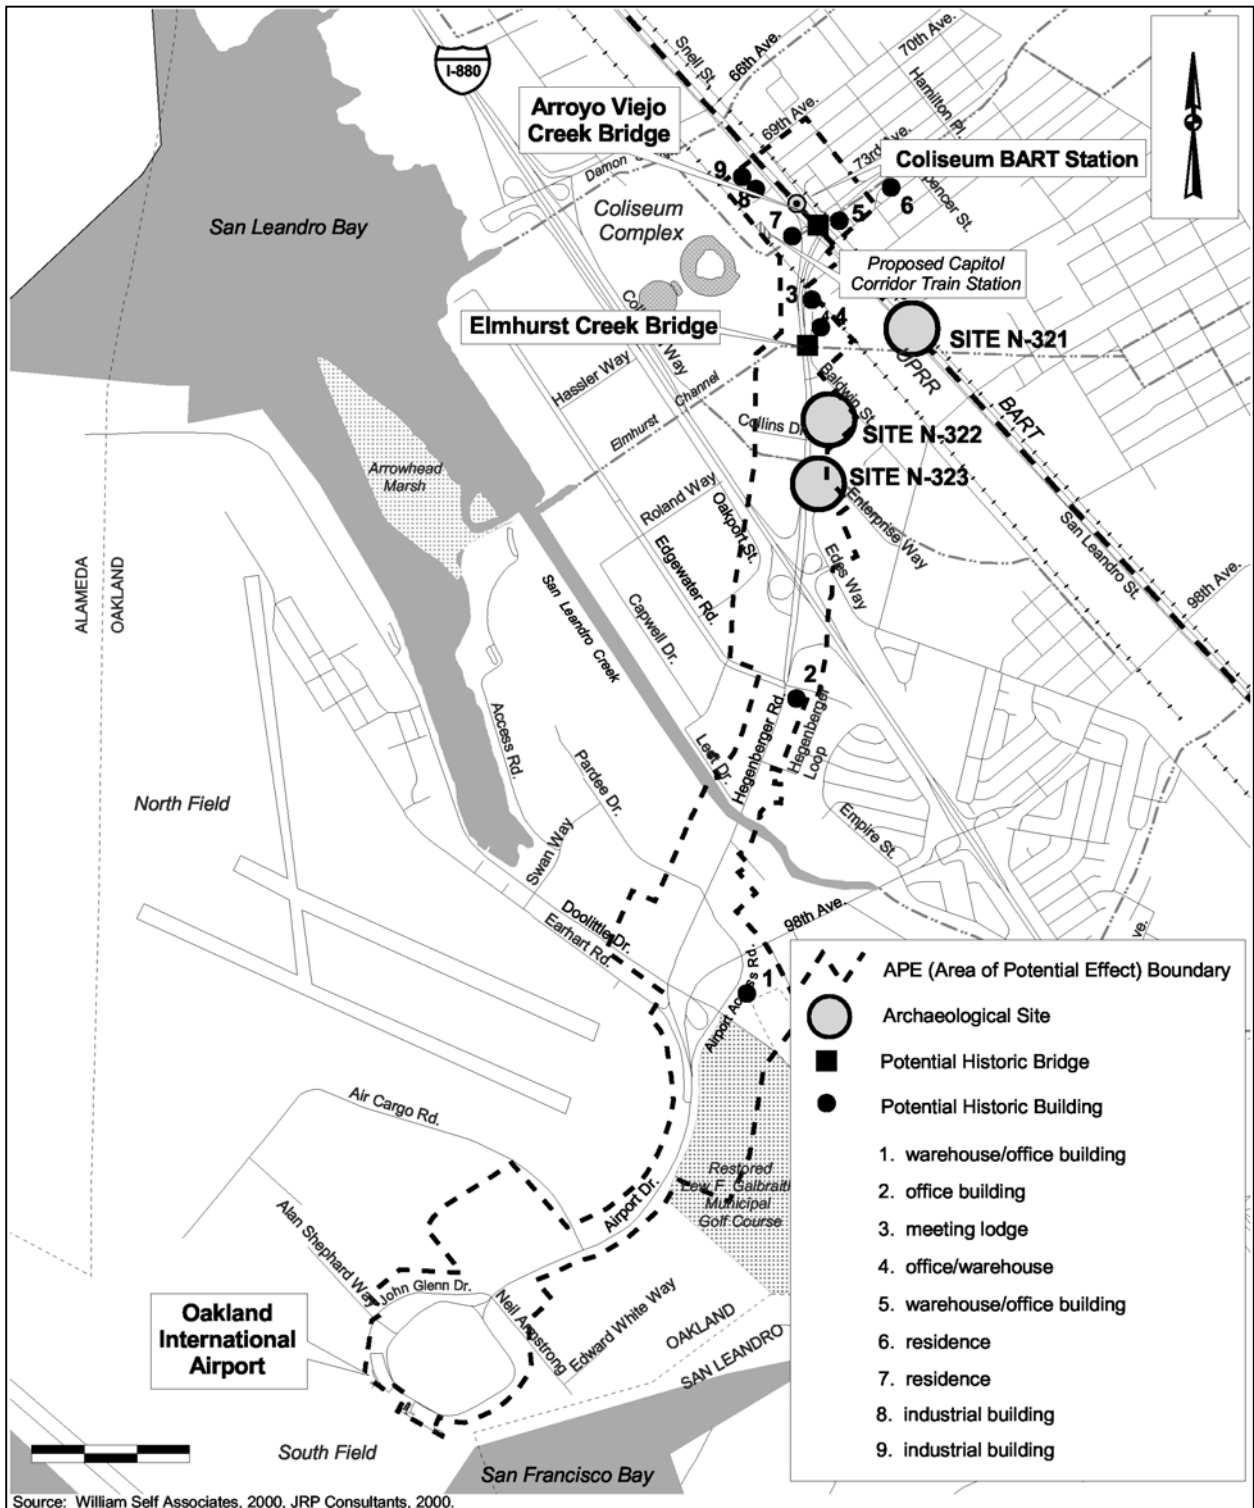 Snell St.
66th Ave.
70th Ave.
I-880
Hamilton Pl.
69th Ave.
Arroyo Viejo
Creek Bridge
73rd Ave.
Coliseum BART Station
Damon
9
8
5
6
7
San Leandro Bay
Coliseum
Complex
Proposed Capitol
Corridor Train Station
3
4
Elmhurst Creek Bridge
SITE N-321
UPRR
Way
Hassler Way
Baldwin St.
Elmhurst Channel
BART
Collins Dr.
SITE N-322
SITE N-323
Arrowhead
Marsh
Roland Way
Oakport St.
Enterprise Way
San Leandro St.
Edgewater Rd.
Edes Way
98th Ave.
ALAMEDA
OAKLAND
San Leandro Creek
Capwell Dr.
2
Access Rd.
Leet Dr.
Hegenberger Rd.
Hegenberger
Loop
Pardee Dr.
North Field
Empire St.
Swan Way
Doolittle Dr.
Earhart Rd.
98th Ave.
Airport Access Rd.
1
Air Cargo Rd.
Restored
Lew F. Galbraith
Municipal
Golf Course
Airport Dr.
Alan Shephard Way
John Glenn Dr.
Neil Armstrong
Edward White Way
OAKLAND
SAN LEANDRO
Oakland
International
Airport
South Field
San Francisco Bay
APE (Area of Potential Effect) Boundary
Archaeological Site
Potential Historic Bridge
Potential Historic Building
1. warehouse/office building
2. office building
3. meeting lodge
4. office/warehouse
5. warehouse/office building
6. residence
7. residence
8. industrial building
9. industrial building
Source: William Self Associates, 2000, JRP Consultants, 2000.